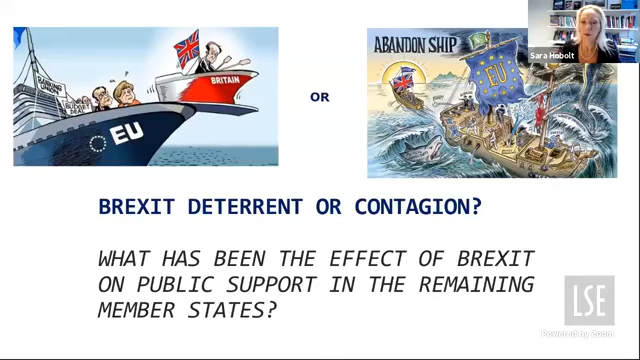 BRITAIN
EU
OR
ABANDON SHIP
EU
Sara Hobolt
BREXIT DETERRENT OR CONTAGION?
WHAT HAS BEEN THE EFFECT OF BREXIT
ON PUBLIC SUPPORT IN THE REMAINING
MEMBER STATES?
LSE
Powered by Zoom